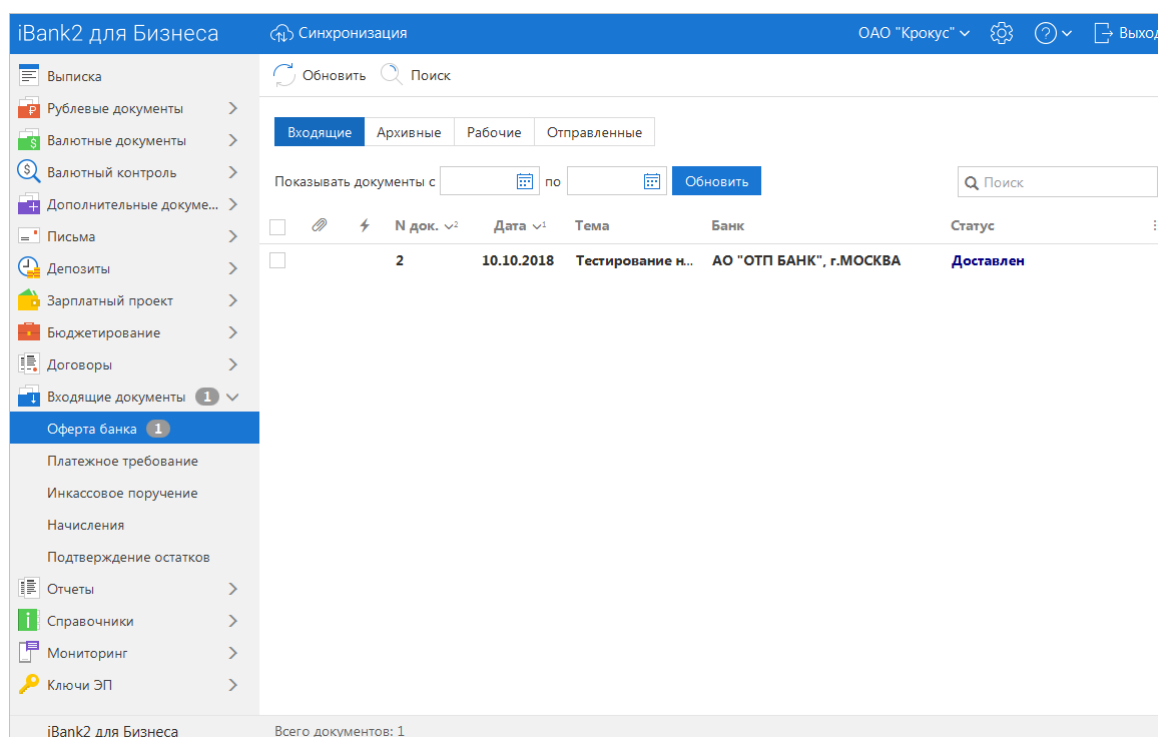 iBank2 для Бизнеса
Синхронизация
ОАО "Крокус"
Выход
Выписка
Рублевые документы
Валютные документы
Валютный контроль
Дополнительные докуме...
Письма
Депозиты
Зарплатный проект
Бюджетирование
Договоры
Входящие документы 1
Оферта банка 1
Платежное требование
Инкассовое поручение
Начисления
Подтверждение остатков
Отчеты
Справочники
Мониторинг
Ключи ЭП
iBank2 для Бизнеса
Обновить Поиск
Входящие Архивные Рабочие Отправленные
Показывать документы с по Обновить Поиск
N док. 2 Дата 1 Тема Банк Статус
2 10.10.2018 Тестирование н... АО "ОТП БАНК", г.МОСКВА Доставлен
Всего документов: 1